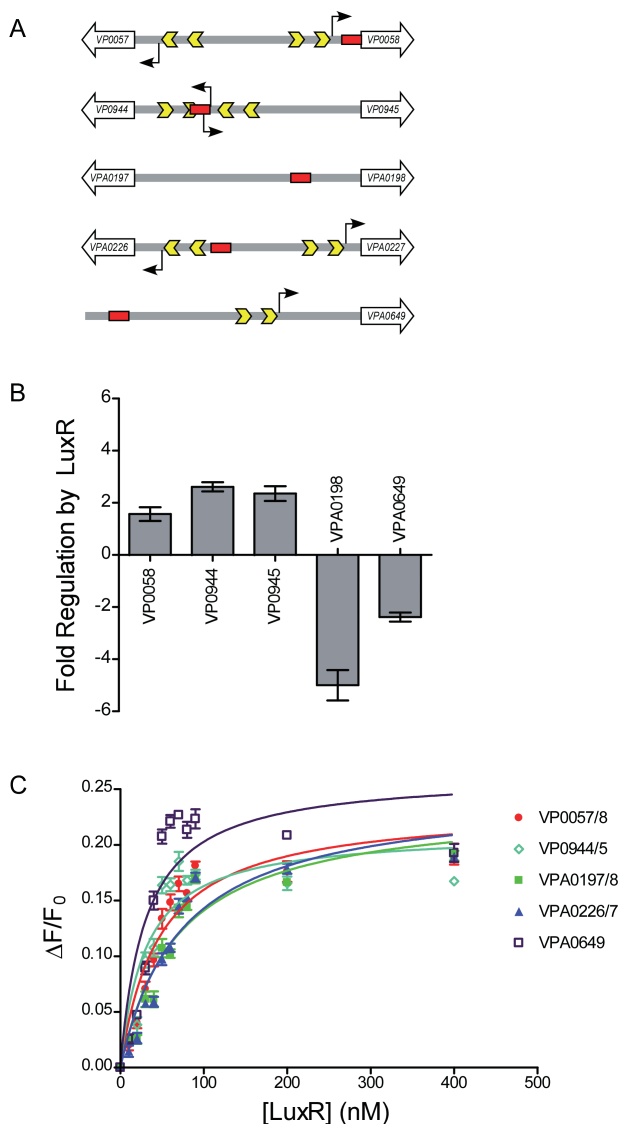 A
VP0057
VP0058
VP0944
VP0945
VPA0197
VPA0198
VPA0226
VPA0227
VPA0649
B
Fold Regulation by LuxR
6
4
2
0
-2
-4
-6
VP0058
VP0944
VP0945
VPA0198
VPA0649
C
ΔF/F0
0.25
0.20
0.15
0.10
0.05
0.00
0
100
200
300
400
500
[LuxR] (nM)
VP0057/8
VP0944/5
VPA0197/8
VPA0226/7
VPA0649